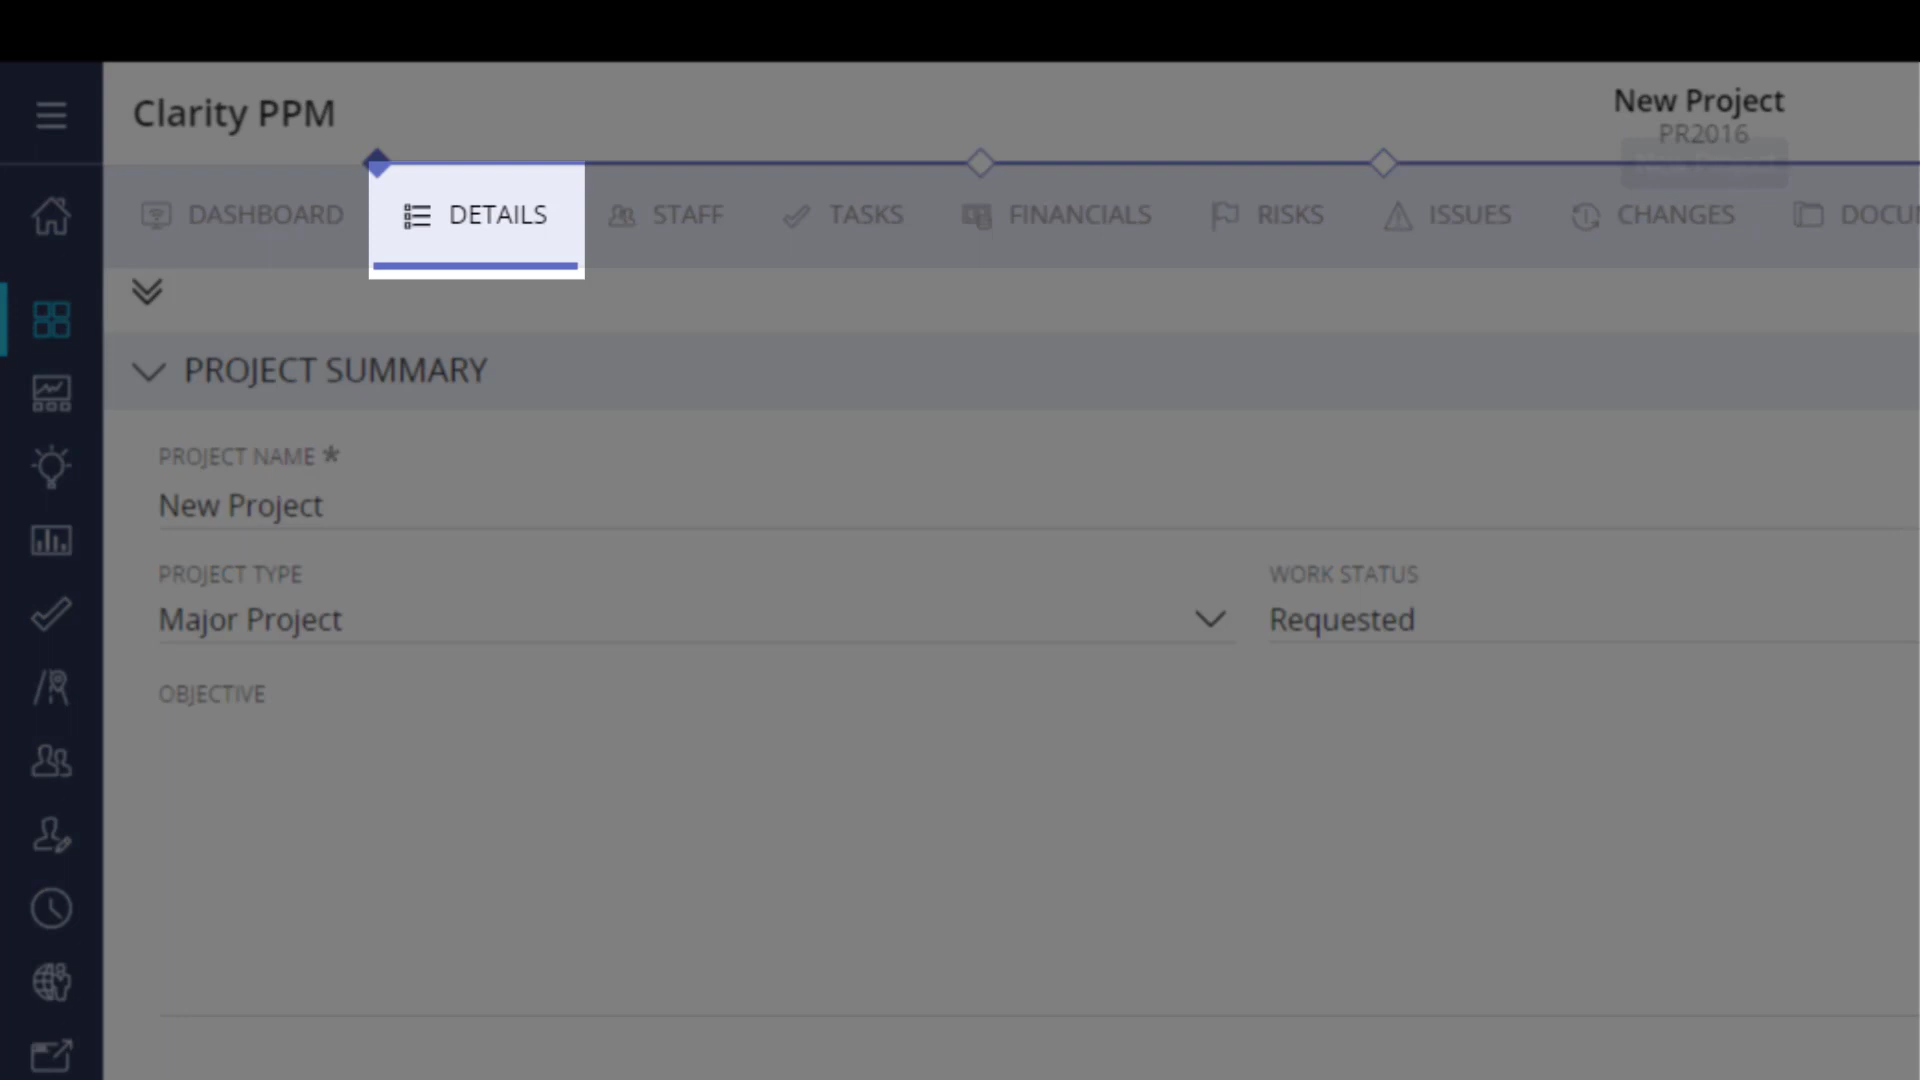 Clarity PPM
New Project
PR2016
DASHBOARD DETAILS STAFF TASKS FINANCIALS RISKS ISSUES CHANGES DOCUM
PROJECT SUMMARY
PROJECT NAME *
New Project
PROJECT TYPE WORK STATUS
Major Project Requested
OBJECTIVE